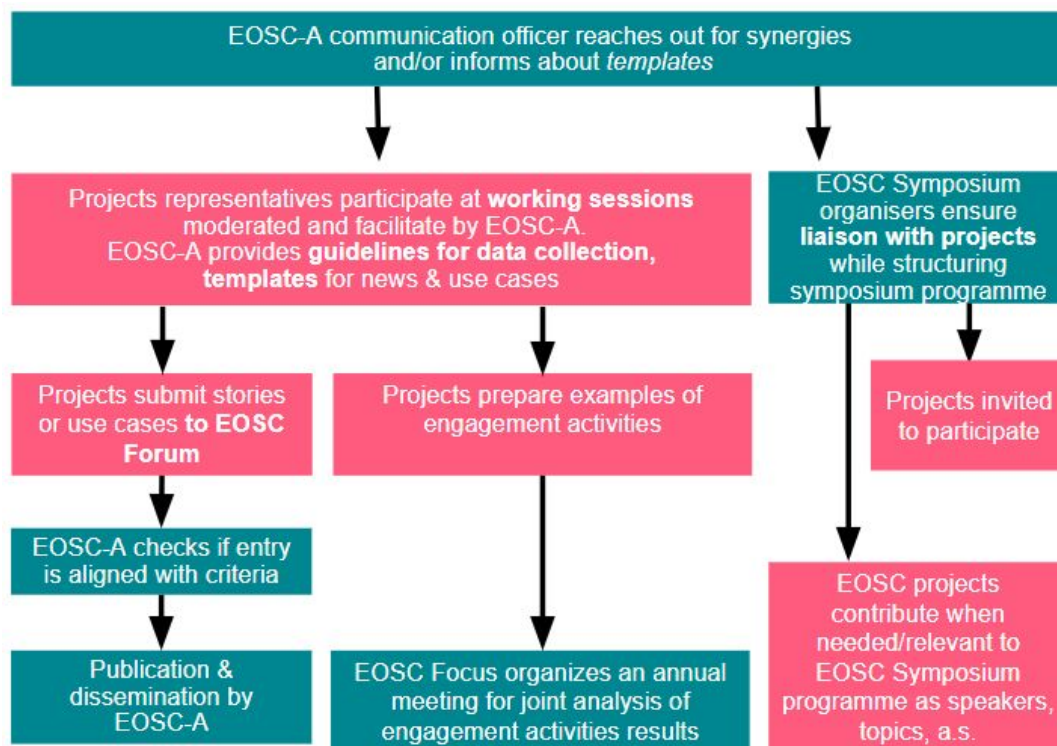 EOSC-A communication officer reaches out for synergies
and/or informs about templates
Projects representatives participate at working sessions
moderated and facilitate by EOSC-A.
EOSC-A provides guidelines for data collection,
templates for news & use cases
EOSC Symposium
organisers ensure
liaison with projects
while structuring
symposium programme
Projects submit stories
or use cases to EOSC
Forum
Projects prepare examples of
engagement activities
Projects invited
to participate
EOSC-A checks if entry
is aligned with criteria
Publication &
dissemination by
EOSC-A
EOSC Focus organizes an annual
meeting for joint analysis of
engagement activities results
EOSC projects
contribute when
needed/relevant to
EOSC Symposium
programme as speakers,
topics, a.s.